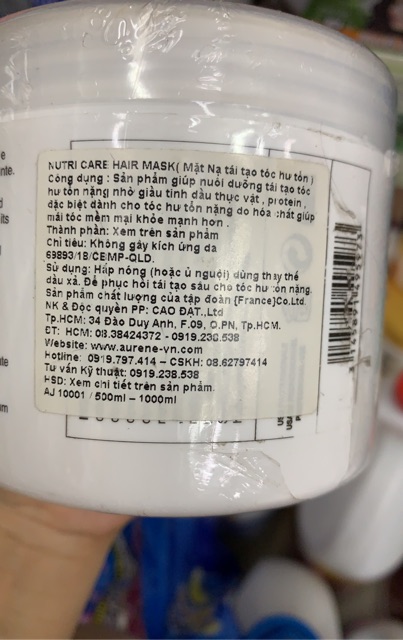 NUTRI CARE HAIR MASK( Mặt Nạ tái tạo tóc hư tổn )
Công dụng : Sản phẩm giúp nuôi dưỡng tái tạo tóc
hư tổn nặng nhờ giàu tinh dầu thực vật , protein ,
đặc biệt dành cho tóc hư tổn nặng do hóa chất giúp
mái tóc mềm mại khỏe mạnh hơn .
Thành phần: Xem trên sản phẩm
Chỉ tiêu: Không gây kích ứng da
69893/18/CBMP-QLD.
Sử dụng: Hấp nóng (hoặc ủ nguội) dùng thay thế
dầu xả. Để phục hồi tái tạo sâu cho tóc hư tổn nặng
Sản phẩm chất lượng của tập đoàn (France)Co,Ltd
NK & Độc quyền PP: CAO ĐẠT.,Ltd
Tp.HCM: 34 Đào Duy Anh, F.09, Q.PN, Tp.HCM.
ĐT: HCM: 08.38424372 - 0919.238.538
Website: www.aurene-vn.com
Hotline: 0919.797.414 – CSKH: 08.62797414
Tư vấn Kỹ thuật: 0919.238.538
HSD: Xem chi tiết trên sản phẩm.
AJ 10001 / 500ml – 1000ml